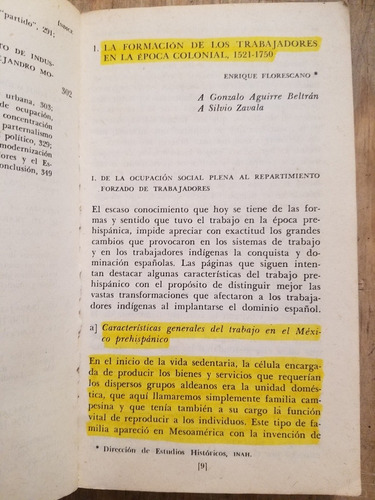 "partido", 291;
Índice
TO DE INDUS-
EJANDRO MO-
302
urbana, 303;
de ocupación,
concentración
parternalismo
político, 329;
modernización
ores y el Es-
conclusión, 349
1. LA FORMACIÓN DE LOS TRABAJADORES
EN LA ÉPOCA COLONIAL, 1521-1750
ENRIQUE FLORESCANO *
A Gonzalo Aguirre Beltrán
A Silvio Zavala
1. DE LA OCUPACIÓN SOCIAL PLENA AL REPARTIMIENTO
FORZADO DE TRABAJADORES
El escaso conocimiento que hoy se tiene de las for-
mas y sentido que tuvo el trabajo en la época pre-
hispánica, impide apreciar con exactitud los grandes
cambios que provocaron en los sistemas de trabajo
y en los trabajadores indígenas la conquista y do-
minación españolas. Las páginas que siguen inten-
tan destacar algunas características del trabajo pre-
hispánico con el propósito de distinguir mejor las
vastas transformaciones que afectaron a los trabaja-
dores indígenas al implantarse el dominio español.
a] Características generales del trabajo en el Méxi-
co prehispánico
En el inicio de la vida sedentaria, la célula encarga-
da de producir los bienes y servicios que requerían
los dispersos grupos aldeanos era la unidad domés-
tica, que aquí llamaremos simplemente familia cam-
pesina y que tenía también a su cargo la función
vital de reproducir a los individuos. Este tipo de fa-
milia apareció en Mesoamérica con la invención de
* Dirección de Estudios Históricos, INAH.
[9]